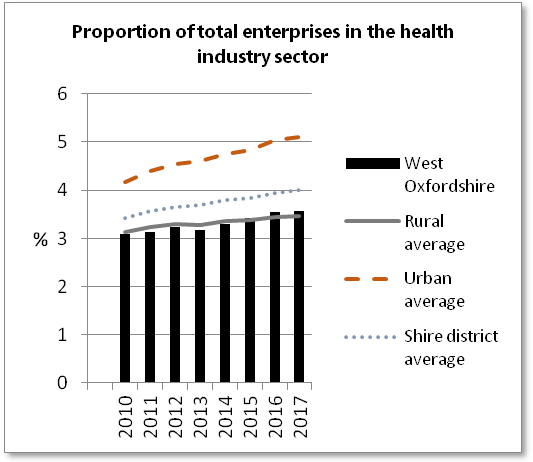 Proportion of total enterprises in the health
industry sector
6
5
4
3
2
1
0
%
2010
2011
2012
2013
2014
2015
2016
2017
West
Oxfordshire
Rural
average
Urban
average
Shire district
average